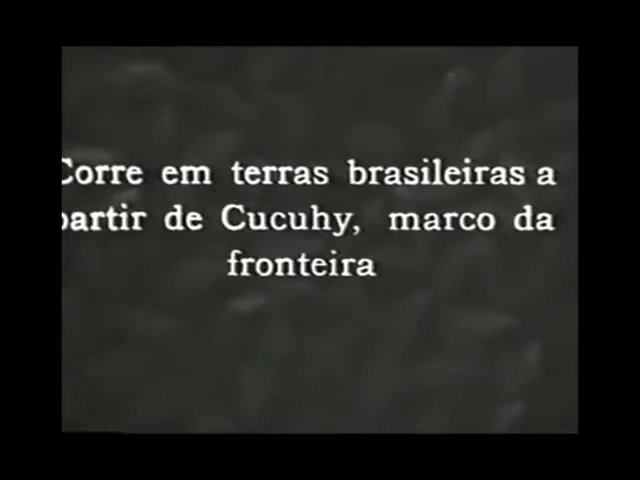 Corre em terras brasileiras a
partir de Cucuhy, marco da
fronteira